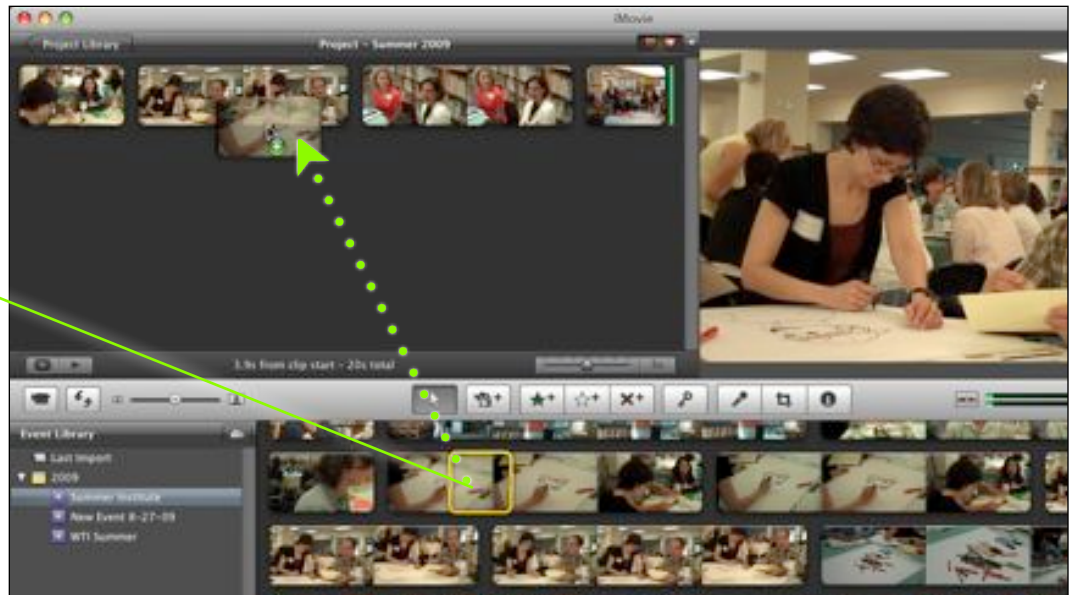 iMovie
Project Library
Project - Summer 2009
3.9s from clip start - 20s total
Event Library
Last Import
2009
Summer Institute
New Event 8-27-09
WTI Summer